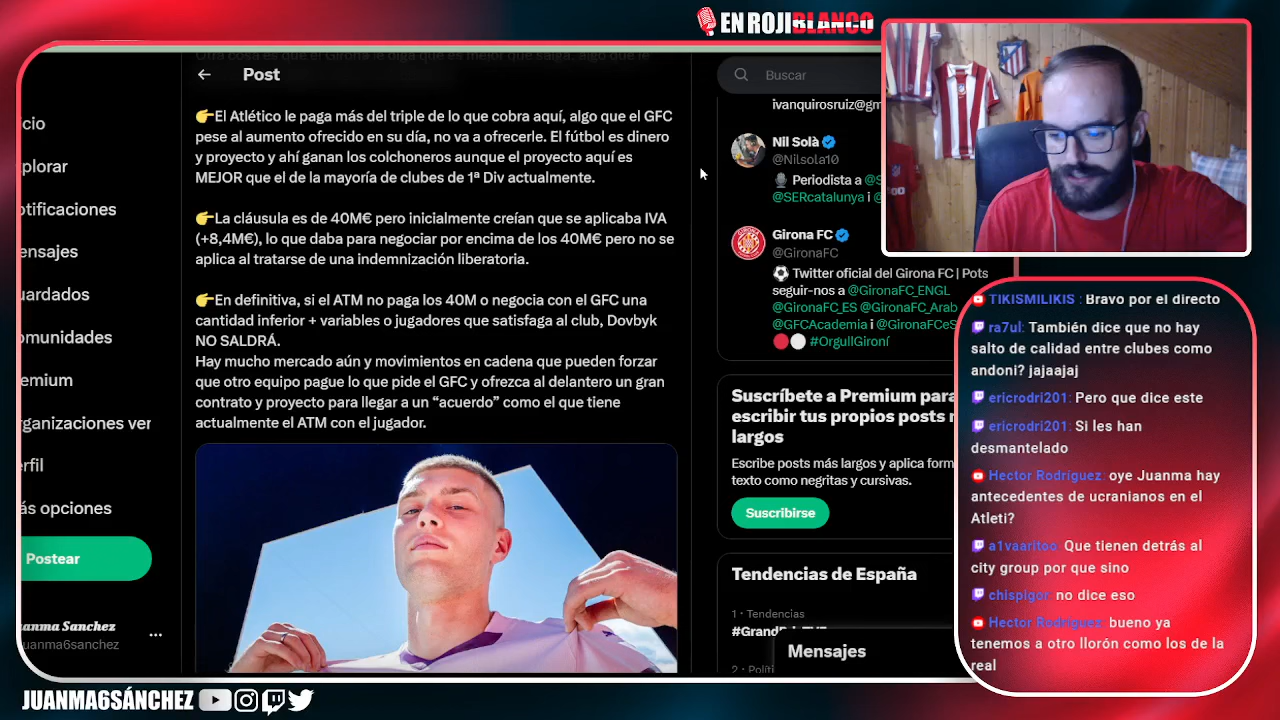 EN ROJIBLANCO
Post
Buscar
cio
plorar
otificaciones
ensajes
uardados
omunidades
emium
rganizaciones ver
erfil
ás opciones
Postear
anma Sanchez
uanma6sanchez
👉El Atlético le paga más del triple de lo que cobra aquí, algo que el GFC
pese al aumento ofrecido en su día, no va a ofrecerle. El fútbol es dinero
y proyecto y ahí ganan los colchoneros aunque el proyecto aquí es
MEJOR que el de la mayoría de clubes de 1ª Div actualmente.
👉La cláusula es de 40M€ pero inicialmente creían que se aplicaba IVA
(+8,4M€), lo que daba para negociar por encima de los 40M€ pero no se
aplica al tratarse de una indemnización liberatoria.
👉En definitiva, si el ATM no paga los 40M o negocia con el GFC una
cantidad inferior + variables o jugadores que satisfaga al club, Dovbyk
NO SALDRÁ.
Hay mucho mercado aún y movimientos en cadena que pueden forzar
que otro equipo pague lo que pide el GFC y ofrezca al delantero un gran
contrato y proyecto para llegar a un “acuerdo” como el que tiene
actualmente el ATM con el jugador.
ivanquirosruiz@gm
Nil Solà
@Nilsola10
Periodista a @S
@SERcatalunya i
Girona FC
@GironaFC
⚽ Twitter oficial del Girona FC | Pots
seguir-nos a @GironaFC_ENGL
@GironaFC_ES @GironaFC_Arab
@GFCAcademia i @GironaFCeS
🔴⚪ #OrgullGironí
Suscríbete a Premium para
escribir tus propios posts
largos
Escribe posts más largos y aplica form
texto como negritas y cursivas.
Suscribirse
Tendencias de España
1 · Tendencias
Mensajes
TIKISMILIKIS : Bravo por el directo
ra7ul: También dice que no hay
salto de calidad entre clubes como
andoni? jajaajaj
ericrodri201: Pero que dice este
ericrodri201: Si les han
desmantelado
Hector Rodríguez: oye Juanma hay
antecedentes de ucranianos en el
Atleti?
a1vaaritoo: Que tienen detrás al
city group por que sino
chispigor: no dice eso
Hector Rodríguez: bueno ya
tenemos a otro llorón como los de la
real
JUANMA6SÁNCHEZ